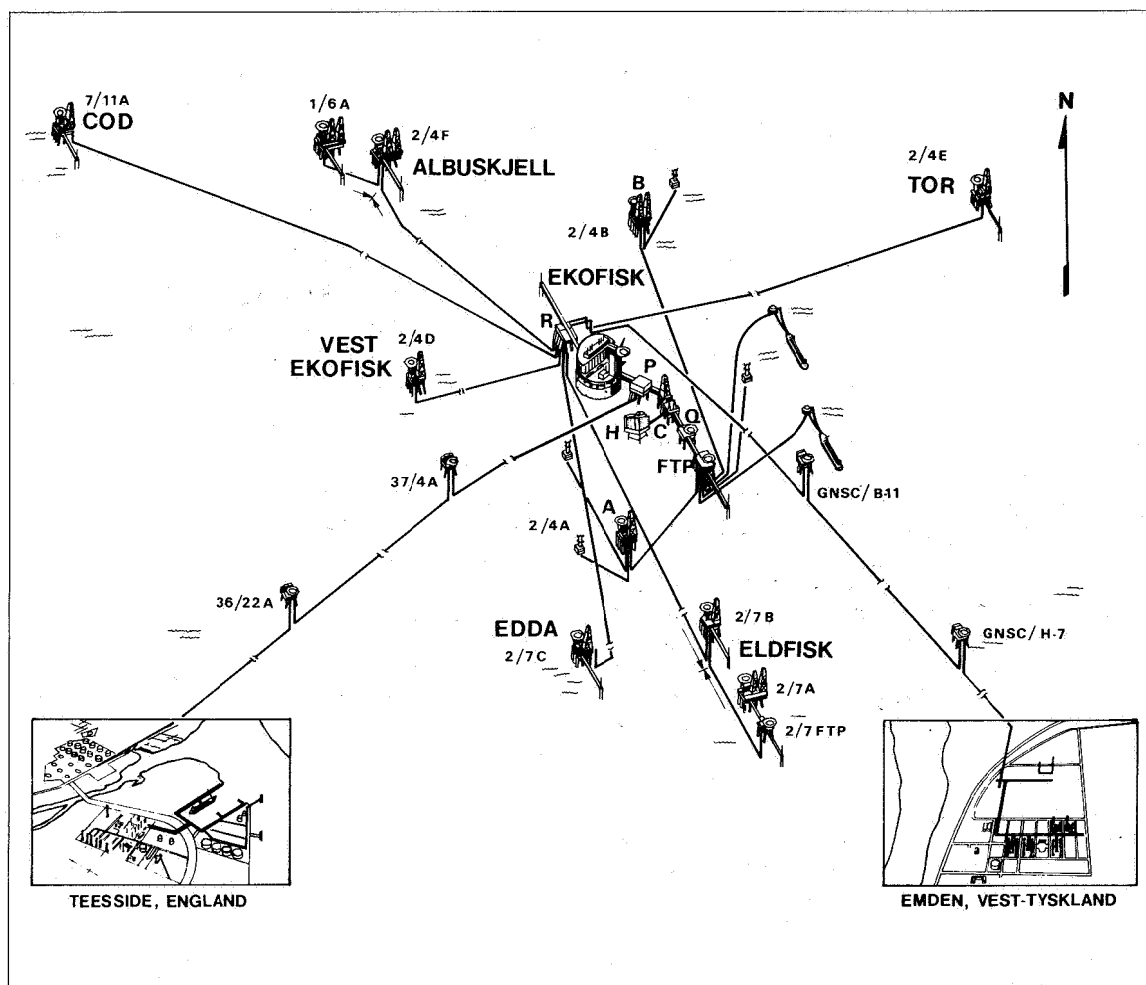 N
7/11A
COD
1/6A
2/4F
ALBUSKJELL
B
2/4B
2/4E
TOR
EKOFISK
R
VEST
EKOFISK
2/4D
P
H
C
Q
FTP
37/4A
GNSC/B-11
A
2/4A
36/22A
EDDA
2/7C
2/7B
ELDFISK
2/7A
2/7FTP
GNSC/H-7
TEESSIDE, ENGLAND
EMDEN, VEST-TYSKLAND